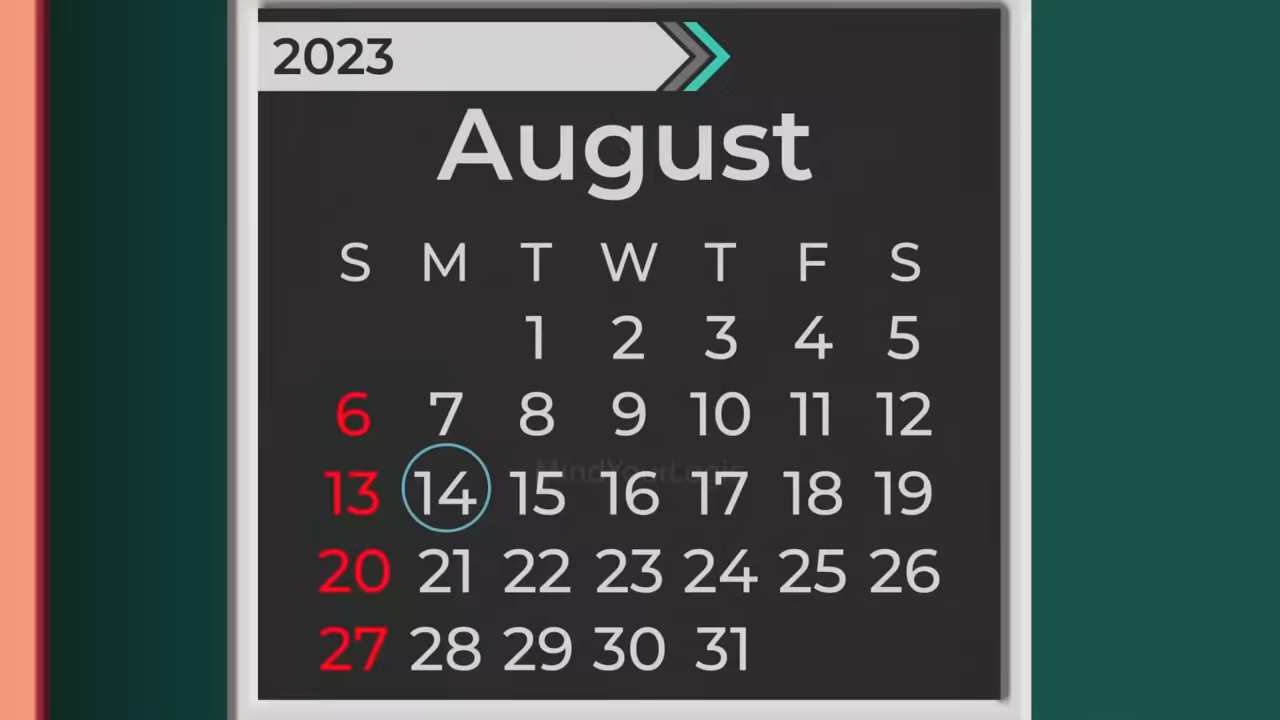 2023
August
S M T W T F S
1 2 3 4 5
6 7 8 9 10 11 12
MindYourLogic
13 14 15 16 17 18 19
20 21 22 23 24 25 26
27 28 29 30 31